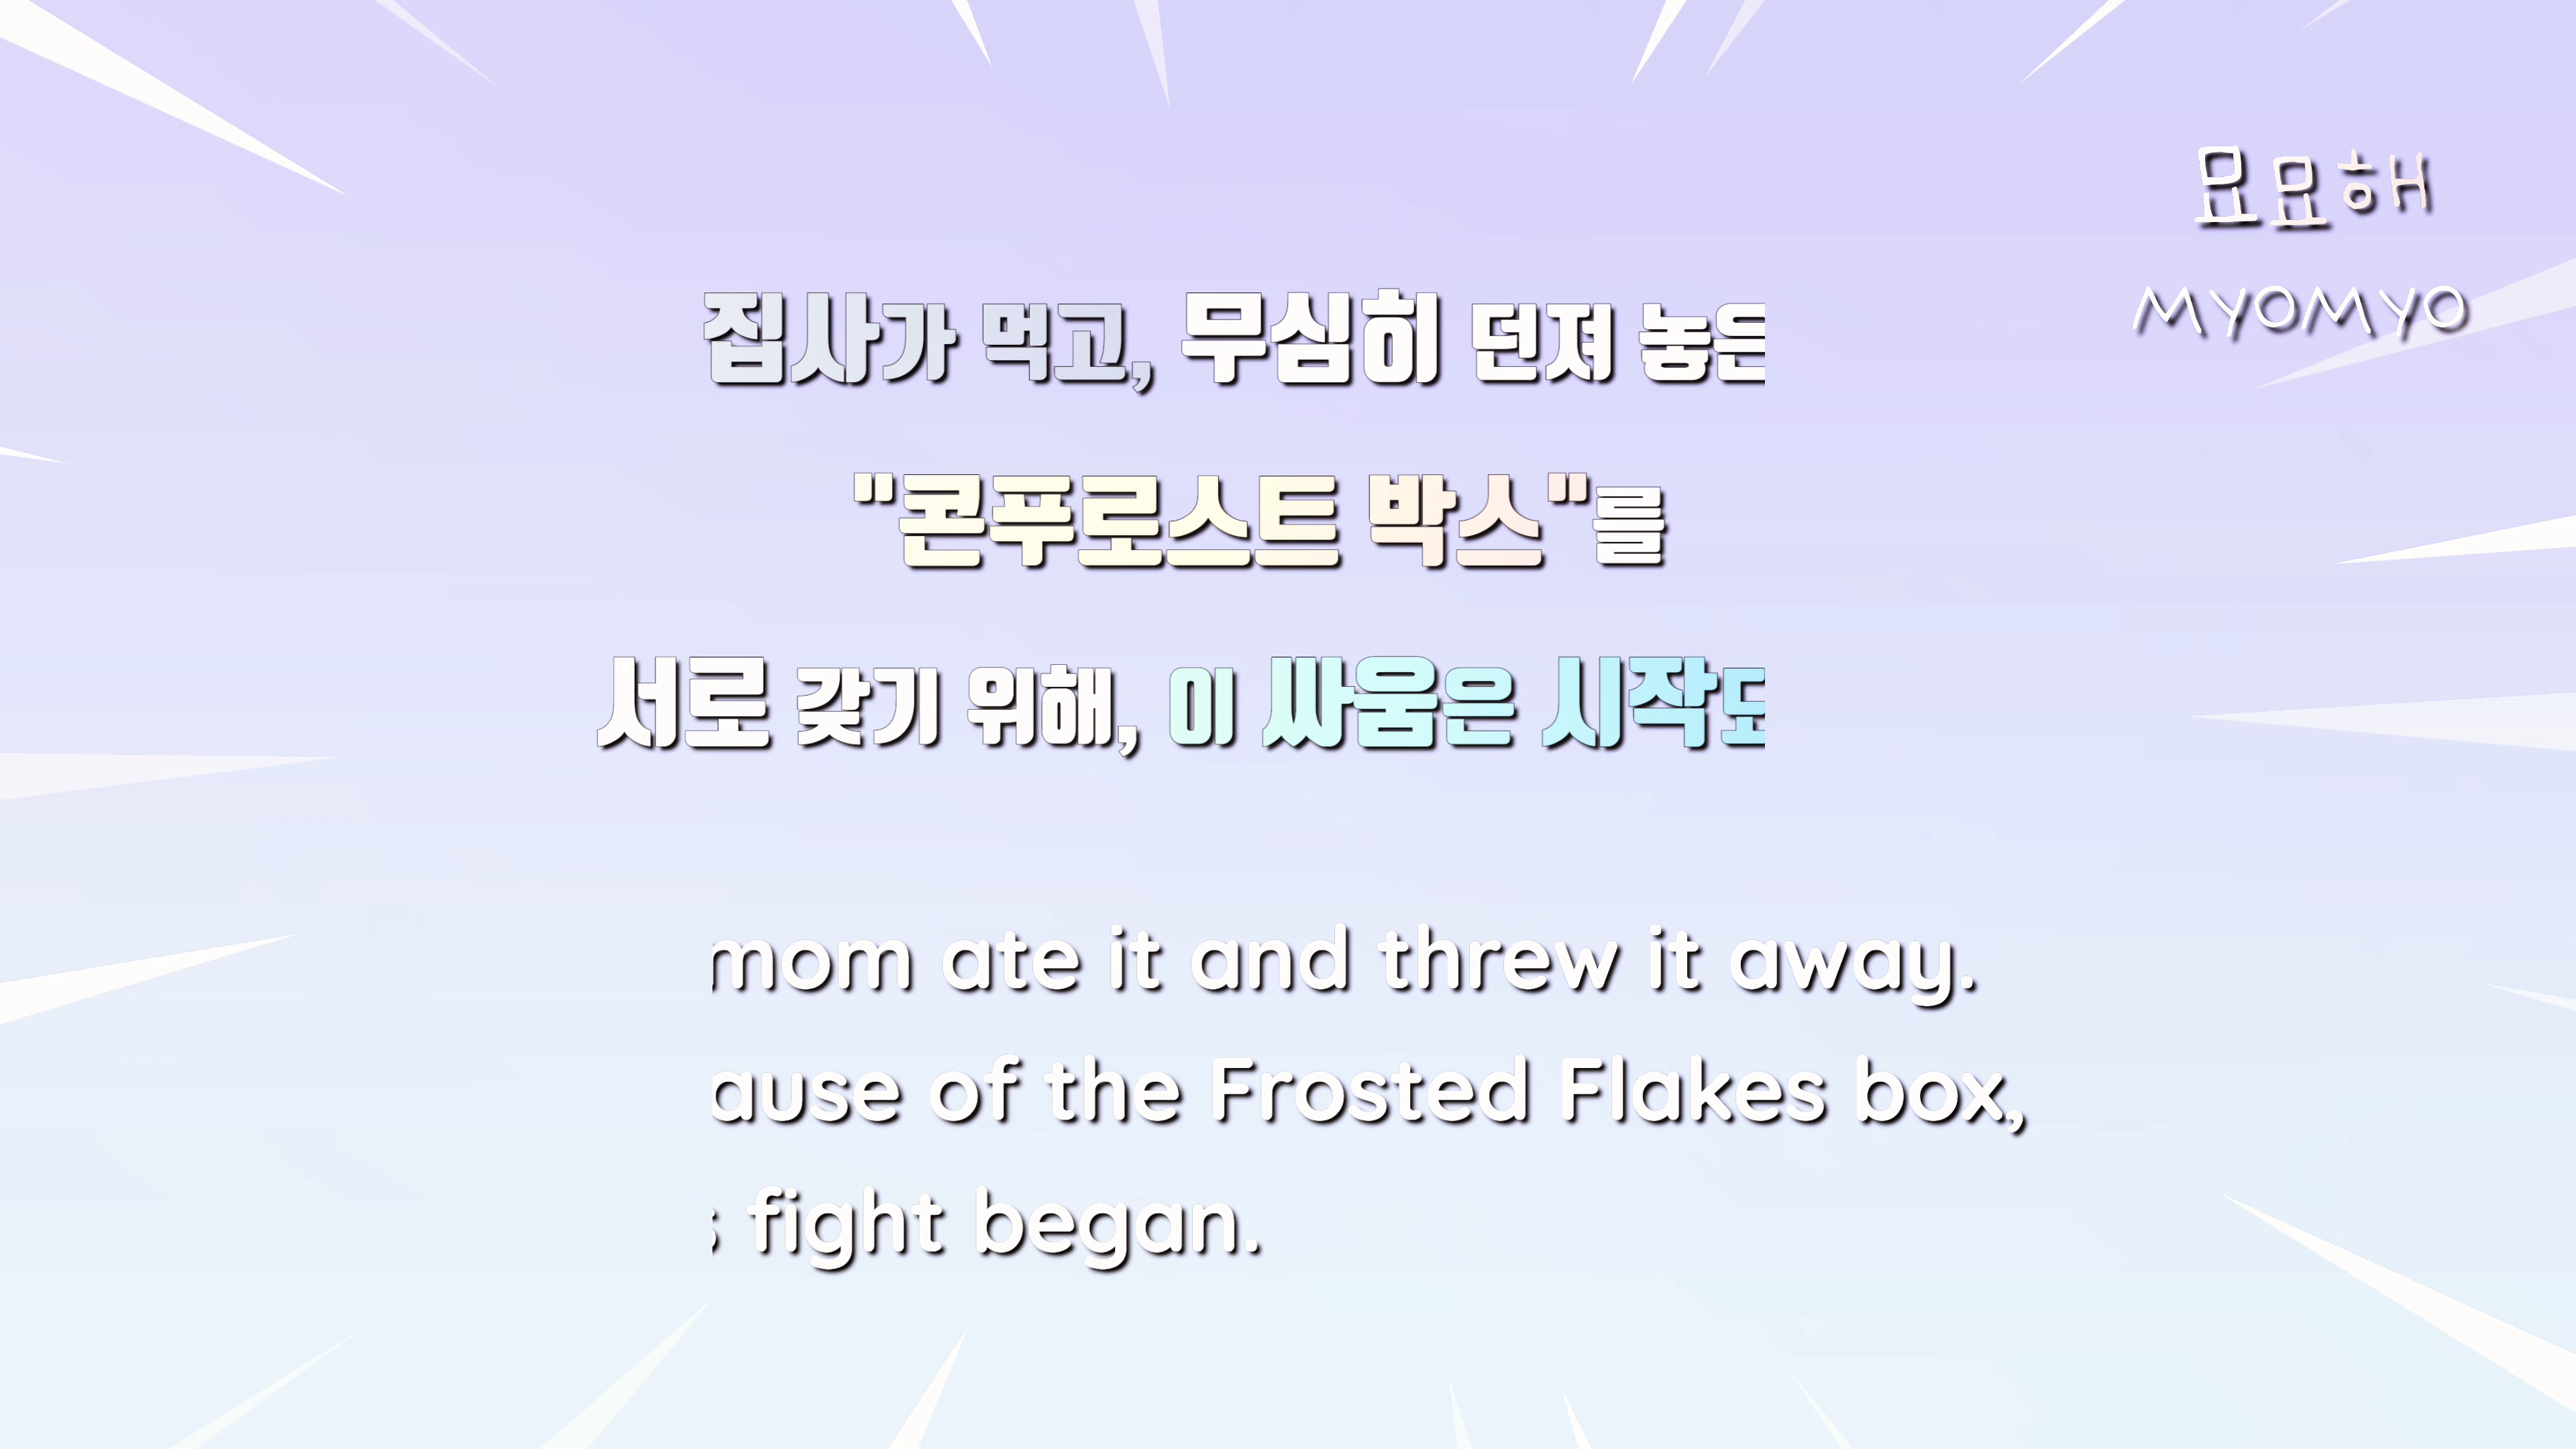 묘묘해
MYOMYO
집사가 먹고, 무심히 던져 놓은
"콘푸로스트 박스"를
서로 갖기 위해, 이 싸움은 시작
mom ate it and threw it away.
ause of the Frosted Flakes box,
s fight began.